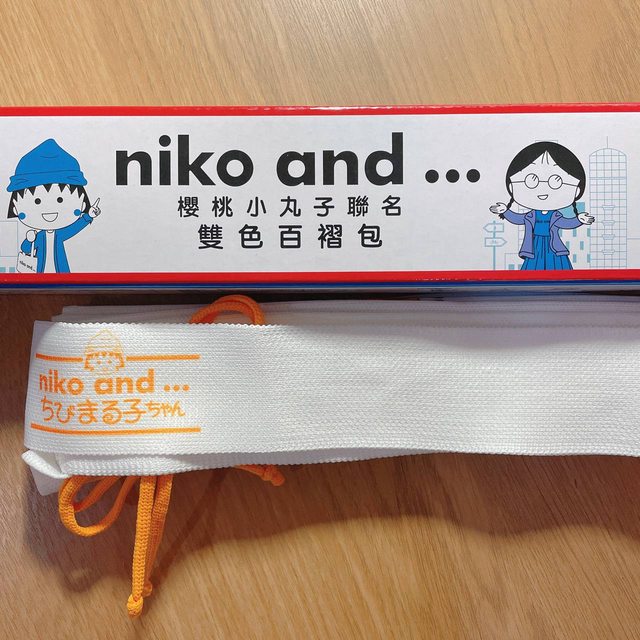 niko and ...
櫻桃小丸子聯名
雙色百褶包
niko and ...
ちびまる子ちゃん